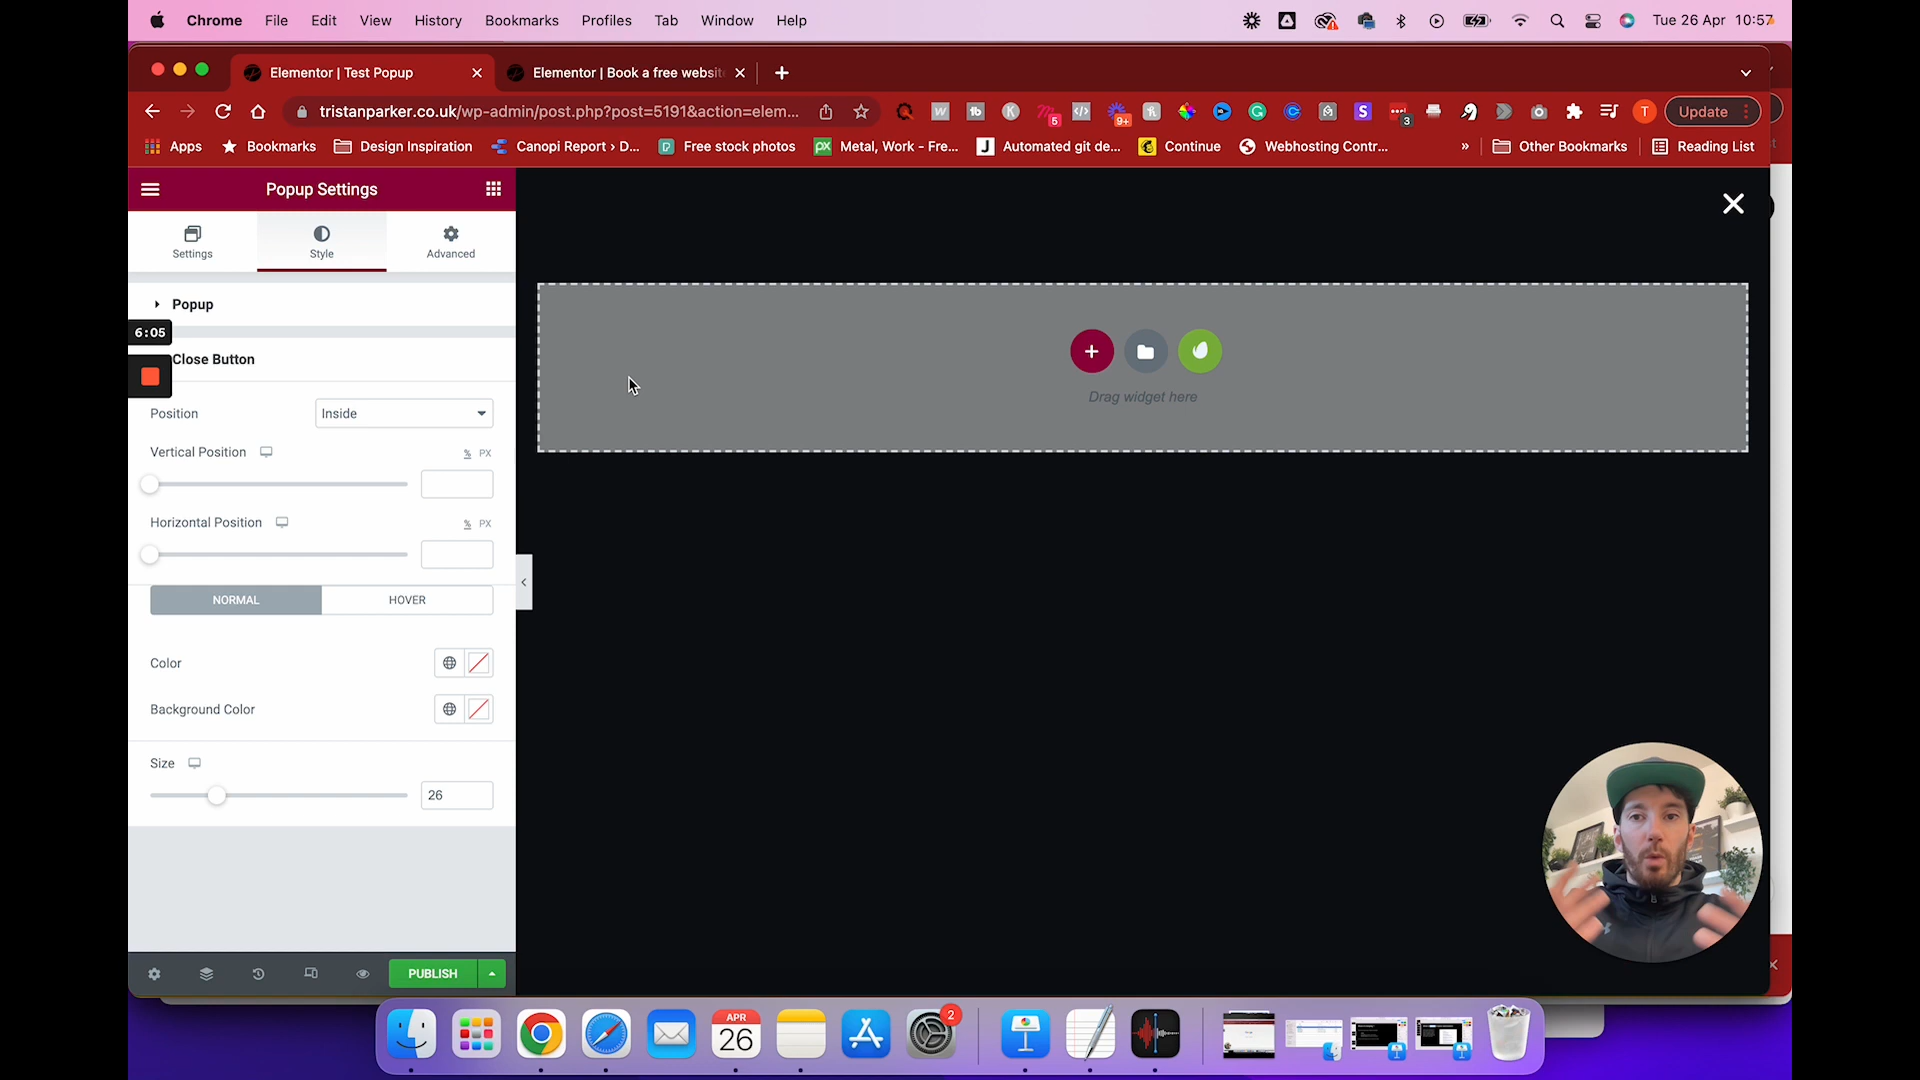 Chrome File Edit View History Bookmarks Profiles Tab Window Help Tue 26 Apr 10:57
Elementor | Test Popup Elementor | Book a free websit
tristanparker.co.uk/wp-admin/post.php?post=5191&action=elem... 5 9+ 3 T Update
Apps Bookmarks Design Inspiration Canopi Report › D... Free stock photos Metal, Work - Fre... Automated git de... Continue Webhosting Contr... » Other Bookmarks Reading List
Popup Settings
Settings Style Advanced
Popup
6:05
Close Button
Position Inside
Vertical Position % PX
Horizontal Position % PX
NORMAL HOVER
Color
Background Color
Size
26
PUBLISH
Drag widget here
APR
26
2